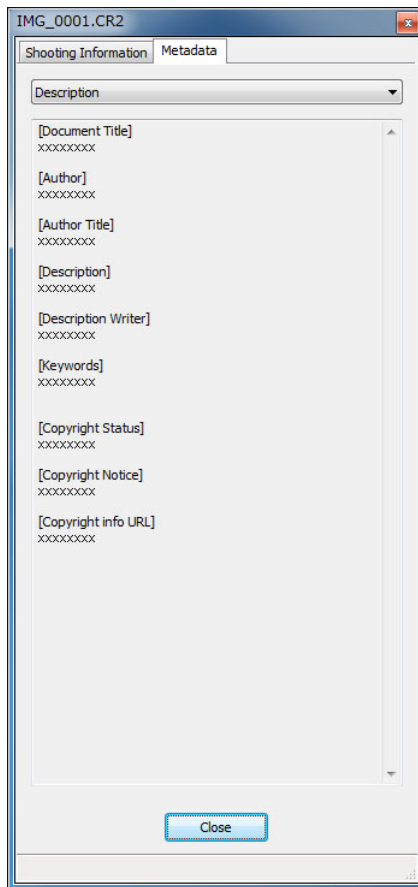 IMG_0001.CR2
Shooting Information Metadata
Description
[Document Title]
xxxxxxxx
[Author]
xxxxxxxx
[Author Title]
xxxxxxxx
[Description]
xxxxxxxx
[Description Writer]
xxxxxxxx
[Keywords]
xxxxxxxx
[Copyright Status]
xxxxxxxx
[Copyright Notice]
xxxxxxxx
[Copyright info URL]
xxxxxxxx
Close